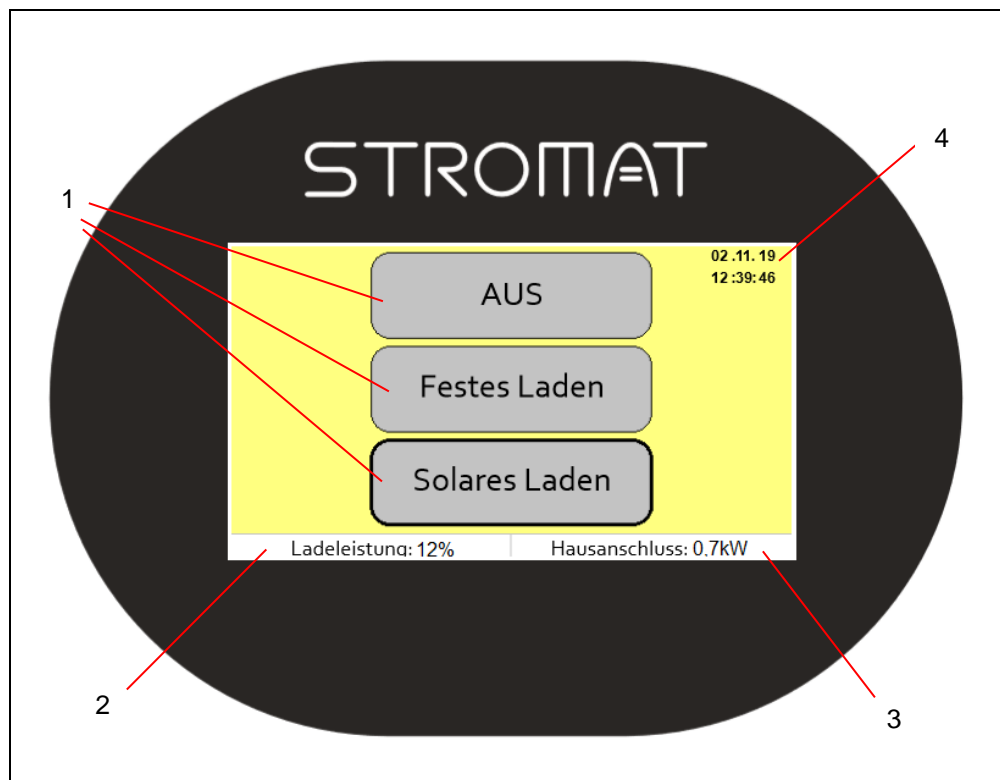 4
STROMAT
1
02.11.19
12:39:46
AUS
Festes Laden
Solares Laden
Ladeleistung: 12%
Hausanschluss: 0,7kW
2
3